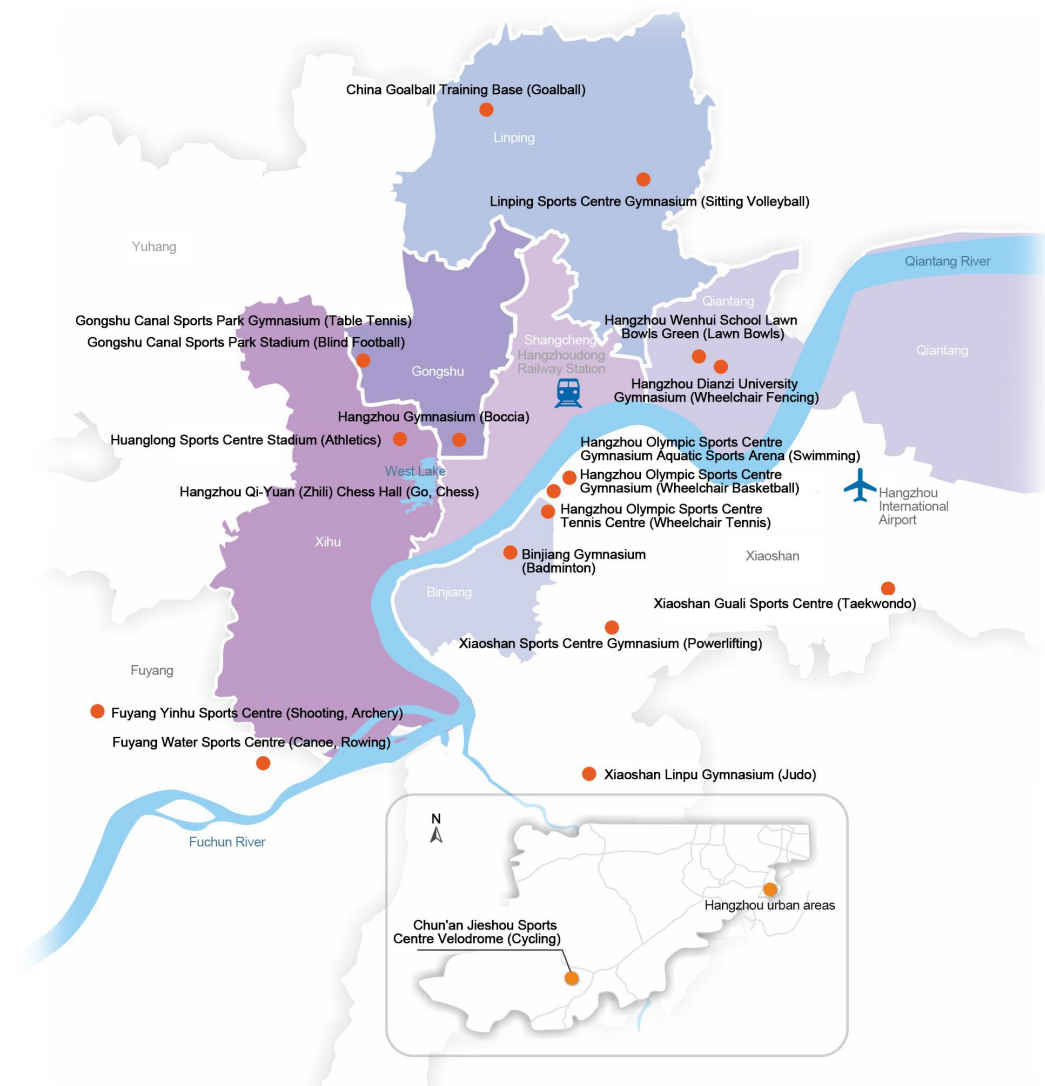 China Goalball Training Base (Goalball)
Linping
Linping Sports Centre Gymnasium (Sitting Volleyball)
Yuhang
Qiantang River
Qiantang
Gongshu Canal Sports Park Gymnasium (Table Tennis)
Gongshu Canal Sports Park Stadium (Blind Football)
Hangzhou Wenhui School Lawn
Bowls Green (Lawn Bowls)
Shangcheng
Hangzhoudong
Railway Station
Qiantang
Gongshu
Hangzhou Dianzi University
Gymnasium (Wheelchair Fencing)
Hangzhou Gymnasium (Boccia)
Huanglong Sports Centre Stadium (Athletics)
Hangzhou Olympic Sports Centre
Gymnasium Aquatic Sports Arena (Swimming)
West Lake
Hangzhou Olympic Sports Centre
Gymnasium (Wheelchair Basketball)
Hangzhou Qi-Yuan (Zhili) Chess Hall (Go, Chess)
Hangzhou
International
Airport
Hangzhou Olympic Sports Centre
Tennis Centre (Wheelchair Tennis)
Xihu
Binjiang Gymnasium
(Badminton)
Xiaoshan
Binjiang
Xiaoshan Guali Sports Centre (Taekwondo)
Xiaoshan Sports Centre Gymnasium (Powerlifting)
Fuyang
Fuyang Yinhu Sports Centre (Shooting, Archery)
Fuyang Water Sports Centre (Canoe, Rowing)
Xiaoshan Linpu Gymnasium (Judo)
N
Fuchun River
Hangzhou urban areas
Chun'an Jieshou Sports
Centre Velodrome (Cycling)